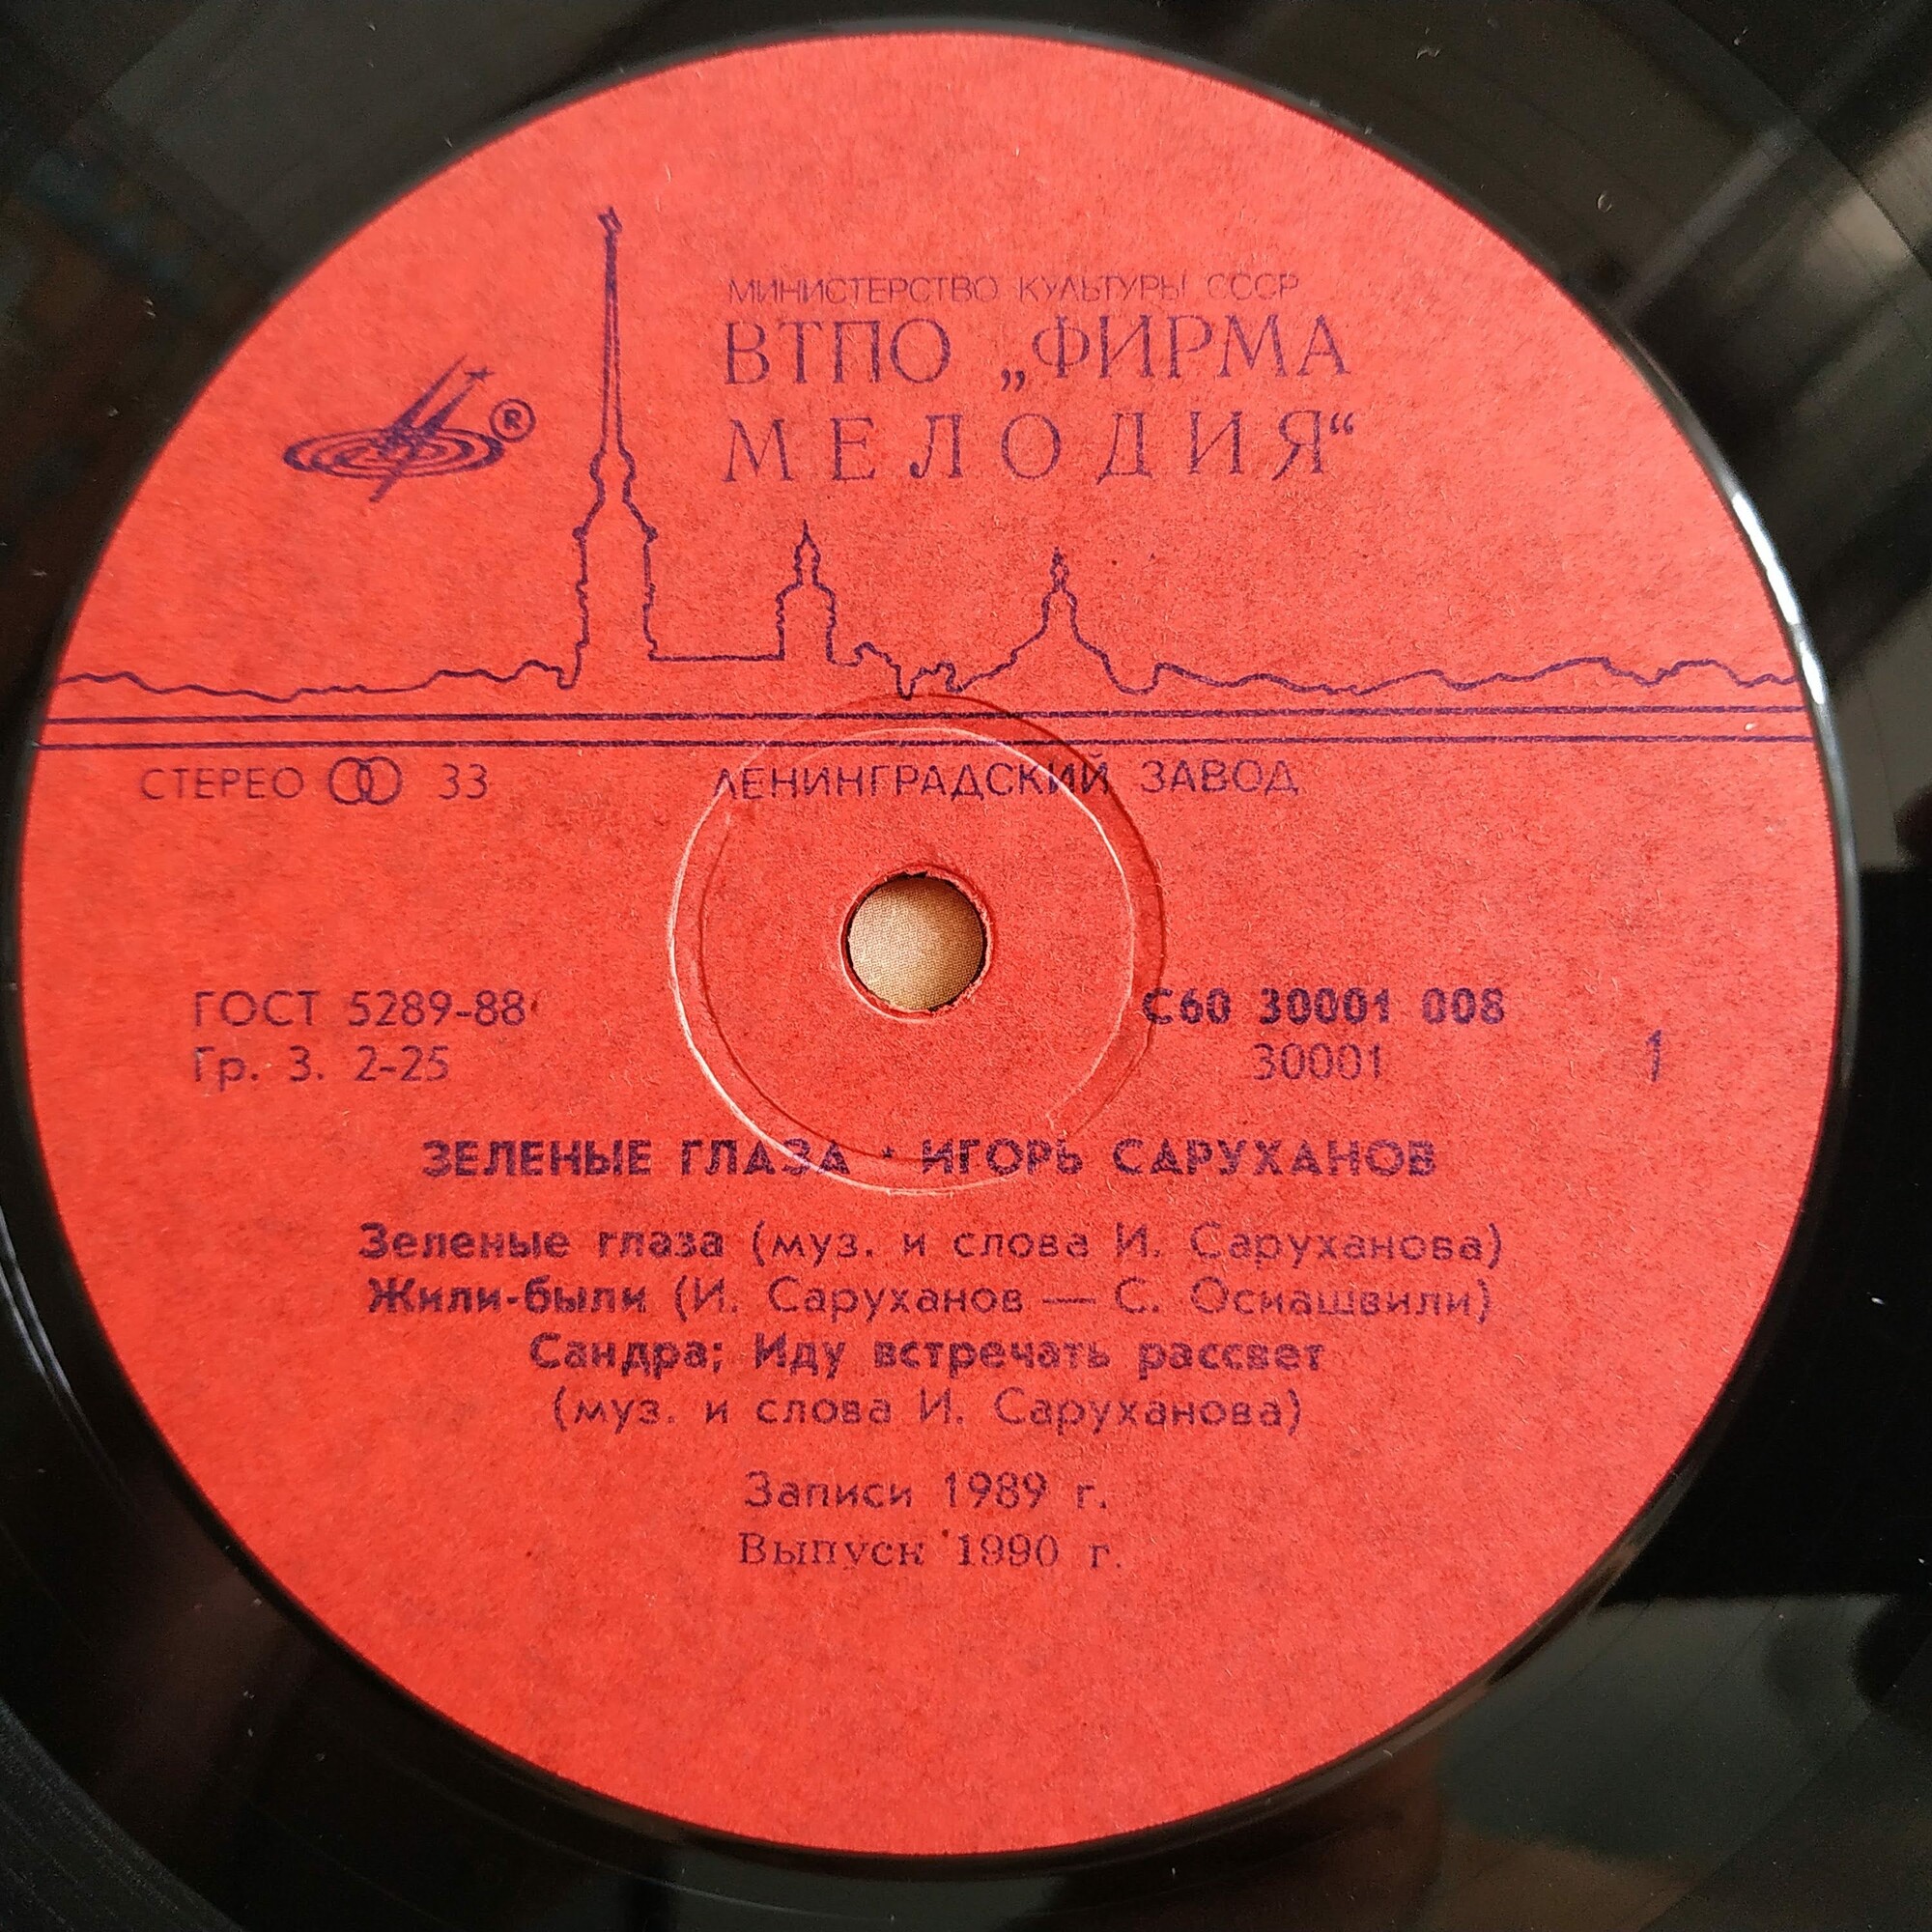 МИНИСТЕРСТВО КУЛЬТУРЫ СССР
ВТПО „ФИРМА
МЕЛОДИЯ“
®
СТЕРЕО 33
ЛЕНИНГРАДСКИЙ ЗАВОД
ГОСТ 5289-88
Гр. 3. 2-25
С60 30001 008
30001
1
ЗЕЛЕНЫЕ ГЛАЗА * ИГОРЬ САРУХАНОВ
Зеленые глаза (муз. и слова И. Саруханова)
Жили-были (И. Саруханов — С. Осиашвили)
Сандра; Иду встречать рассвет
(муз. и слова И. Саруханова)
Записи 1989 г.
Выпуск 1990 г.